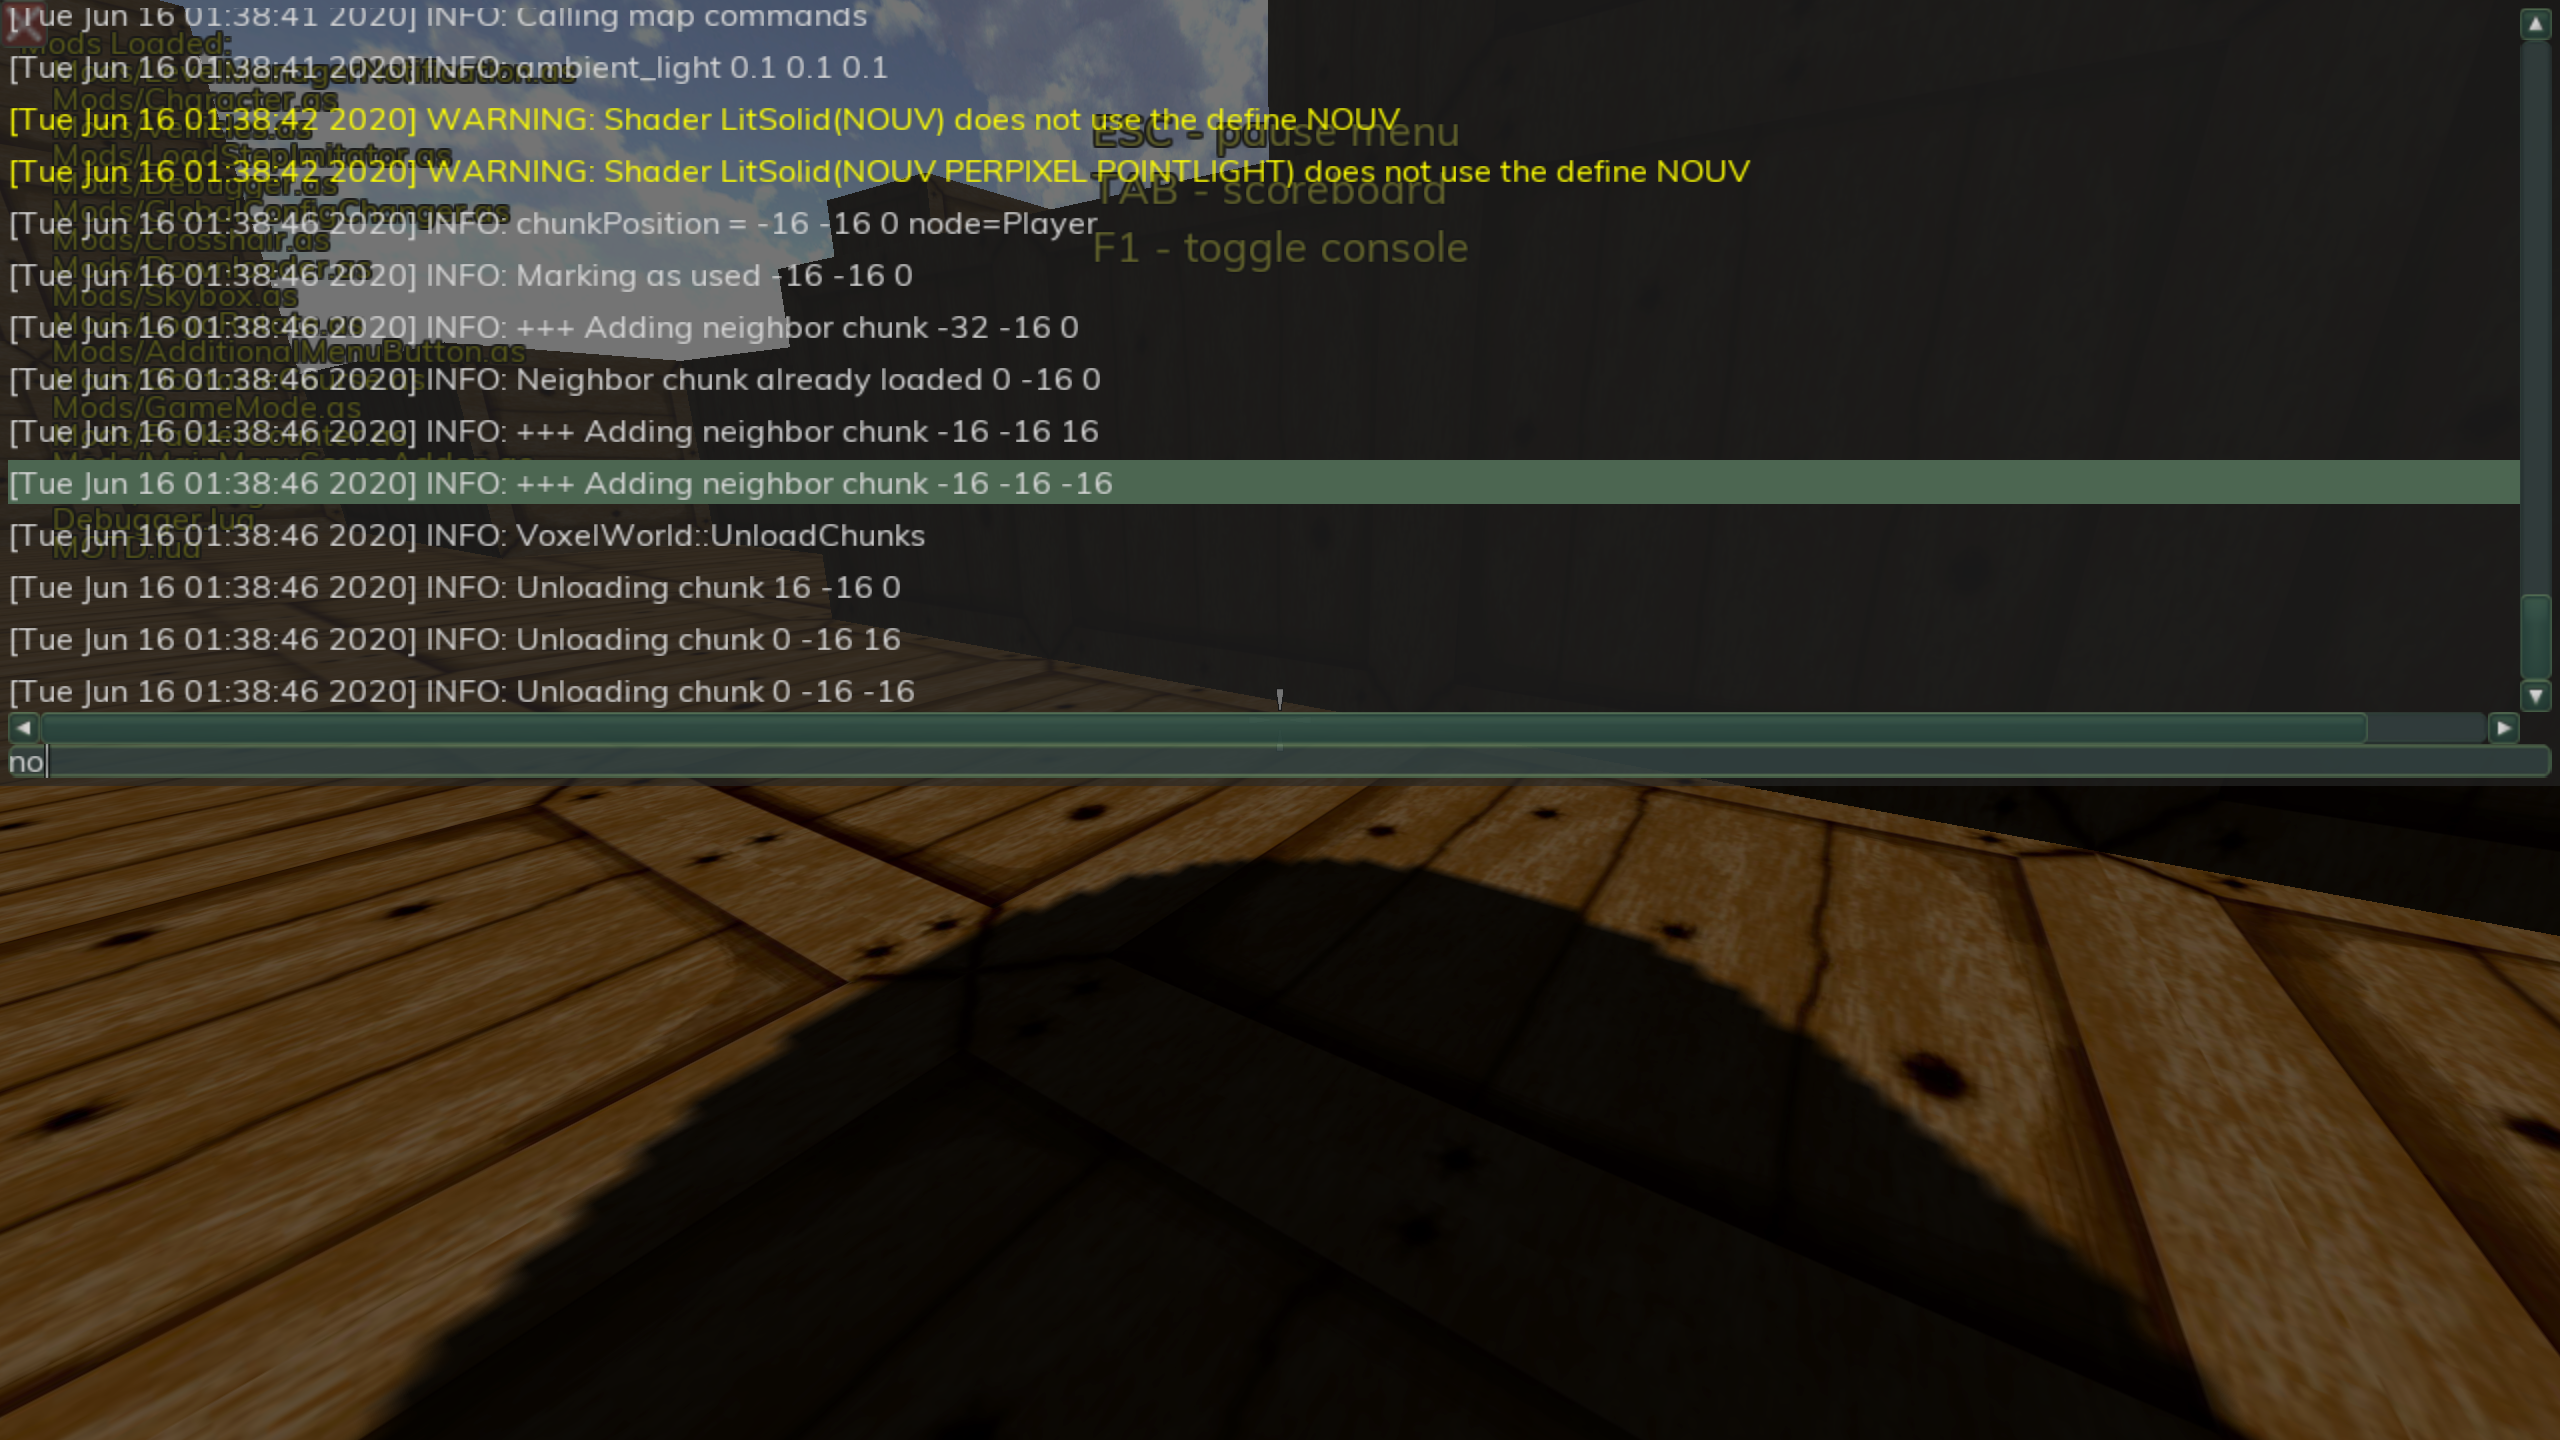 [Tue Jun 16 01:38:41 2020] INFO: Calling map commands
Mods Loaded:
[Tue Jun 16 01:38:41 2020] INFO: ambient_light 0.1 0.1 0.1
Mods/Character.as
[Tue Jun 16 01:38:42 2020] WARNING: Shader LitSolid(NOUV) does not use the define NOUV
ESC - pause menu
Mods/LoadStepImitator.as
[Tue Jun 16 01:38:42 2020] WARNING: Shader LitSolid(NOUV PERPIXEL POINTLIGHT) does not use the define NOUV
Mods/Debugger.as
TAB - scoreboard
Mods/GlobalConfigChanger.as
[Tue Jun 16 01:38:46 2020] INFO: chunkPosition = -16 -16 0 node=Player
Mods/Crosshair.as
F1 - toggle console
[Tue Jun 16 01:38:46 2020] INFO: Marking as used -16 -16 0
Mods/Skybox.as
[Tue Jun 16 01:38:46 2020] INFO: +++ Adding neighbor chunk -32 -16 0
Mods/AdditionalMenuButton.as
[Tue Jun 16 01:38:46 2020] INFO: Neighbor chunk already loaded 0 -16 0
Mods/GameMode.as
[Tue Jun 16 01:38:46 2020] INFO: +++ Adding neighbor chunk -16 -16 16
[Tue Jun 16 01:38:46 2020] INFO: +++ Adding neighbor chunk -16 -16 -16
Debugger.lua
[Tue Jun 16 01:38:46 2020] INFO: VoxelWorld::UnloadChunks
MOTD.lua
[Tue Jun 16 01:38:46 2020] INFO: Unloading chunk 16 -16 0
[Tue Jun 16 01:38:46 2020] INFO: Unloading chunk 0 -16 16
[Tue Jun 16 01:38:46 2020] INFO: Unloading chunk 0 -16 -16
no